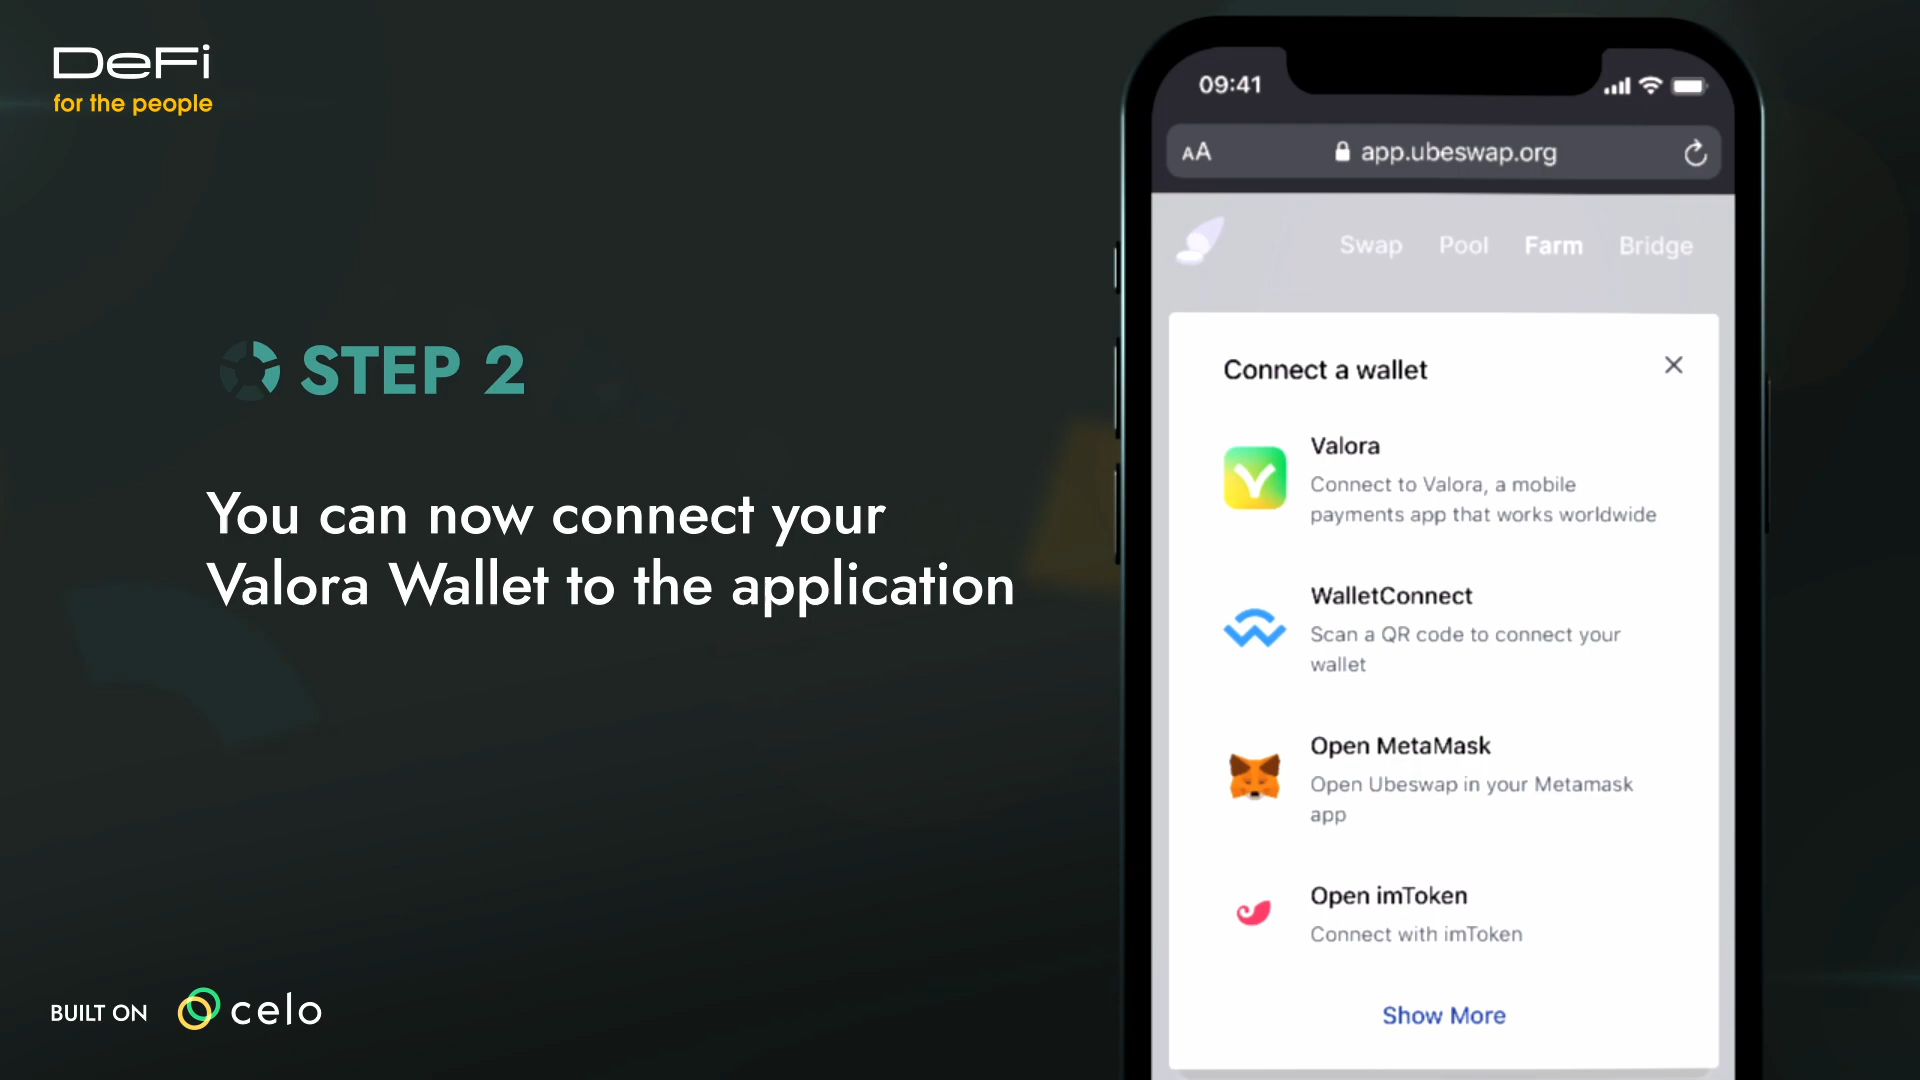 DeFi
for the people
STEP 2
You can now connect your
Valora Wallet to the application
BUILT ON celo
09:41
AA app.ubeswap.org
Swap Pool Farm Bridge
Connect a wallet
Valora
Connect to Valora, a mobile
payments app that works worldwide
WalletConnect
Scan a QR code to connect your
wallet
Open MetaMask
Open Ubeswap in your Metamask
app
Open imToken
Connect with imToken
Show More